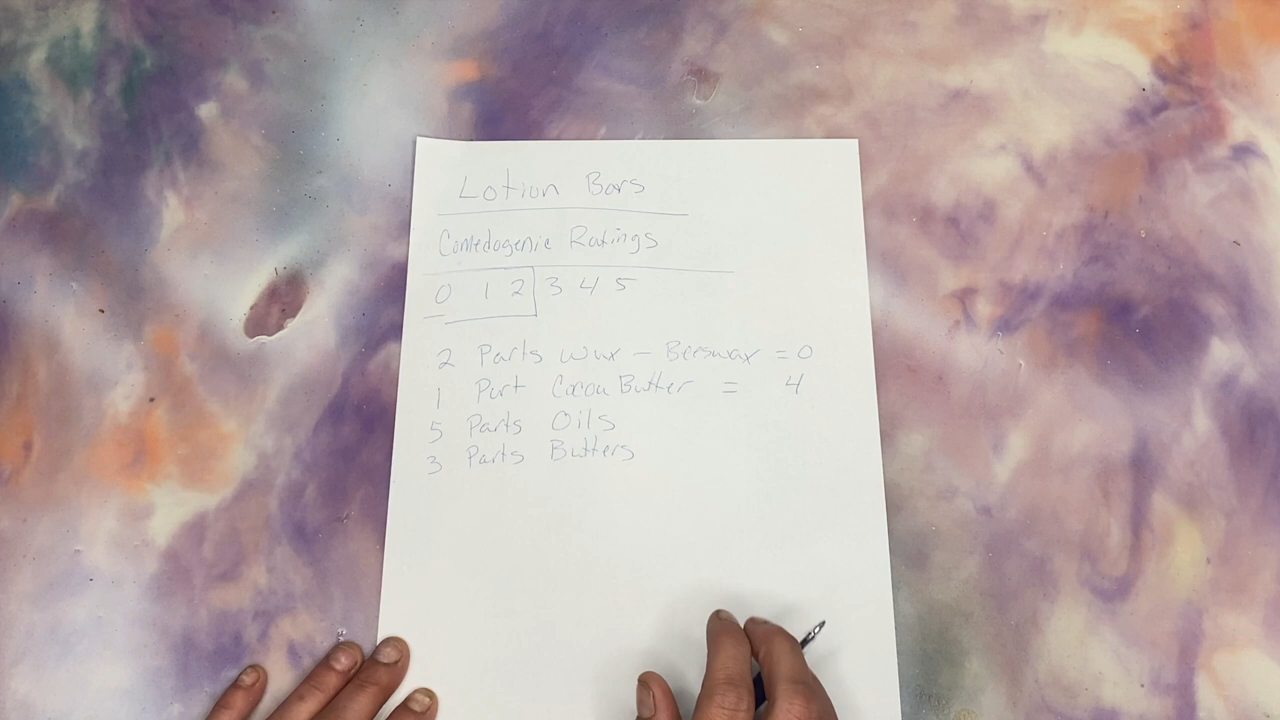 Lotion Bars
Comedogenic Ratings
0 1 2 3 4 5
2 Parts wax - Beeswax = 0
1 Part Cocoa Butter = 4
5 Parts Oils
3 Parts Butters